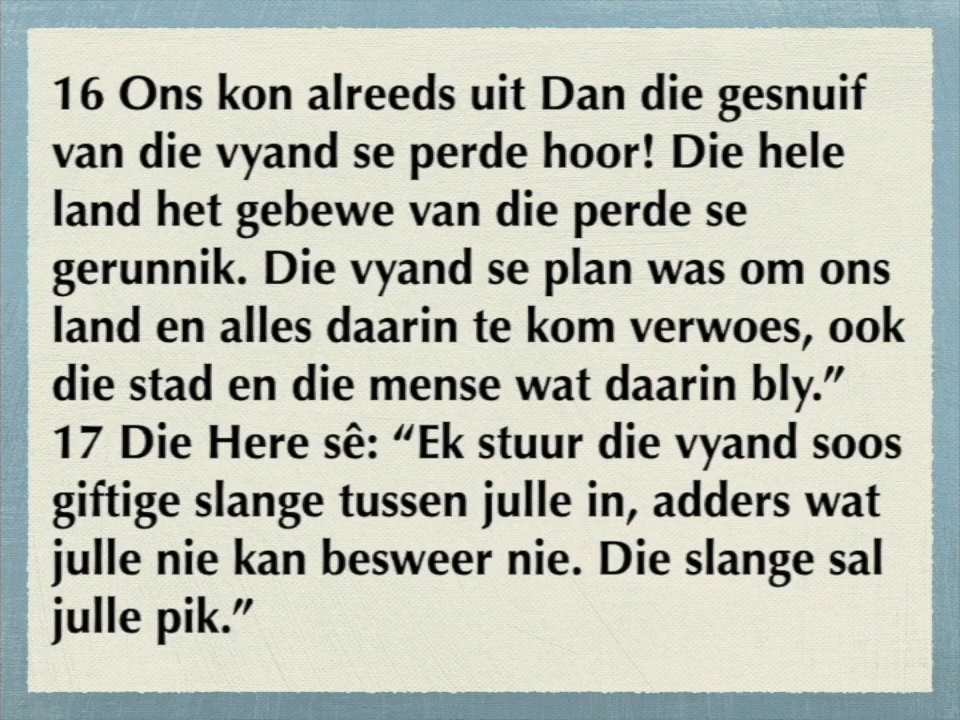 16 Ons kon alreeds uit Dan die gesnuif
van die vyand se perde hoor! Die hele
land het gebewe van die perde se
gerunnik. Die vyand se plan was om ons
land en alles daarin te kom verwoes, ook
die stad en die mense wat daarin bly.”
17 Die Here sê: “Ek stuur die vyand soos
giftige slange tussen julle in, adders wat
julle nie kan besweer nie. Die slange sal
julle pik.”